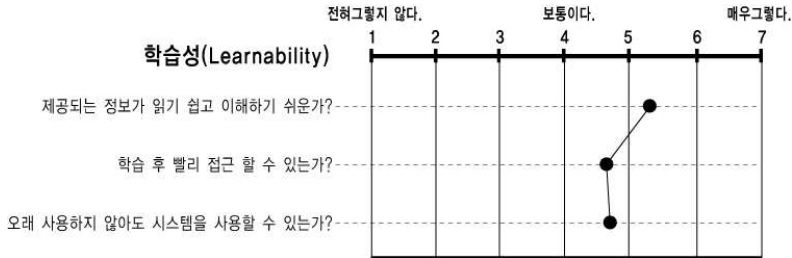 전혀그렇지 않다. 보통이다. 매우그렇다.
1 2 3 4 5 6 7
학습성(Learnability)
제공되는 정보가 읽기 쉽고 이해하기 쉬운가?
학습 후 빨리 접근 할 수 있는가?
오래 사용하지 않아도 시스템을 사용할 수 있는가?